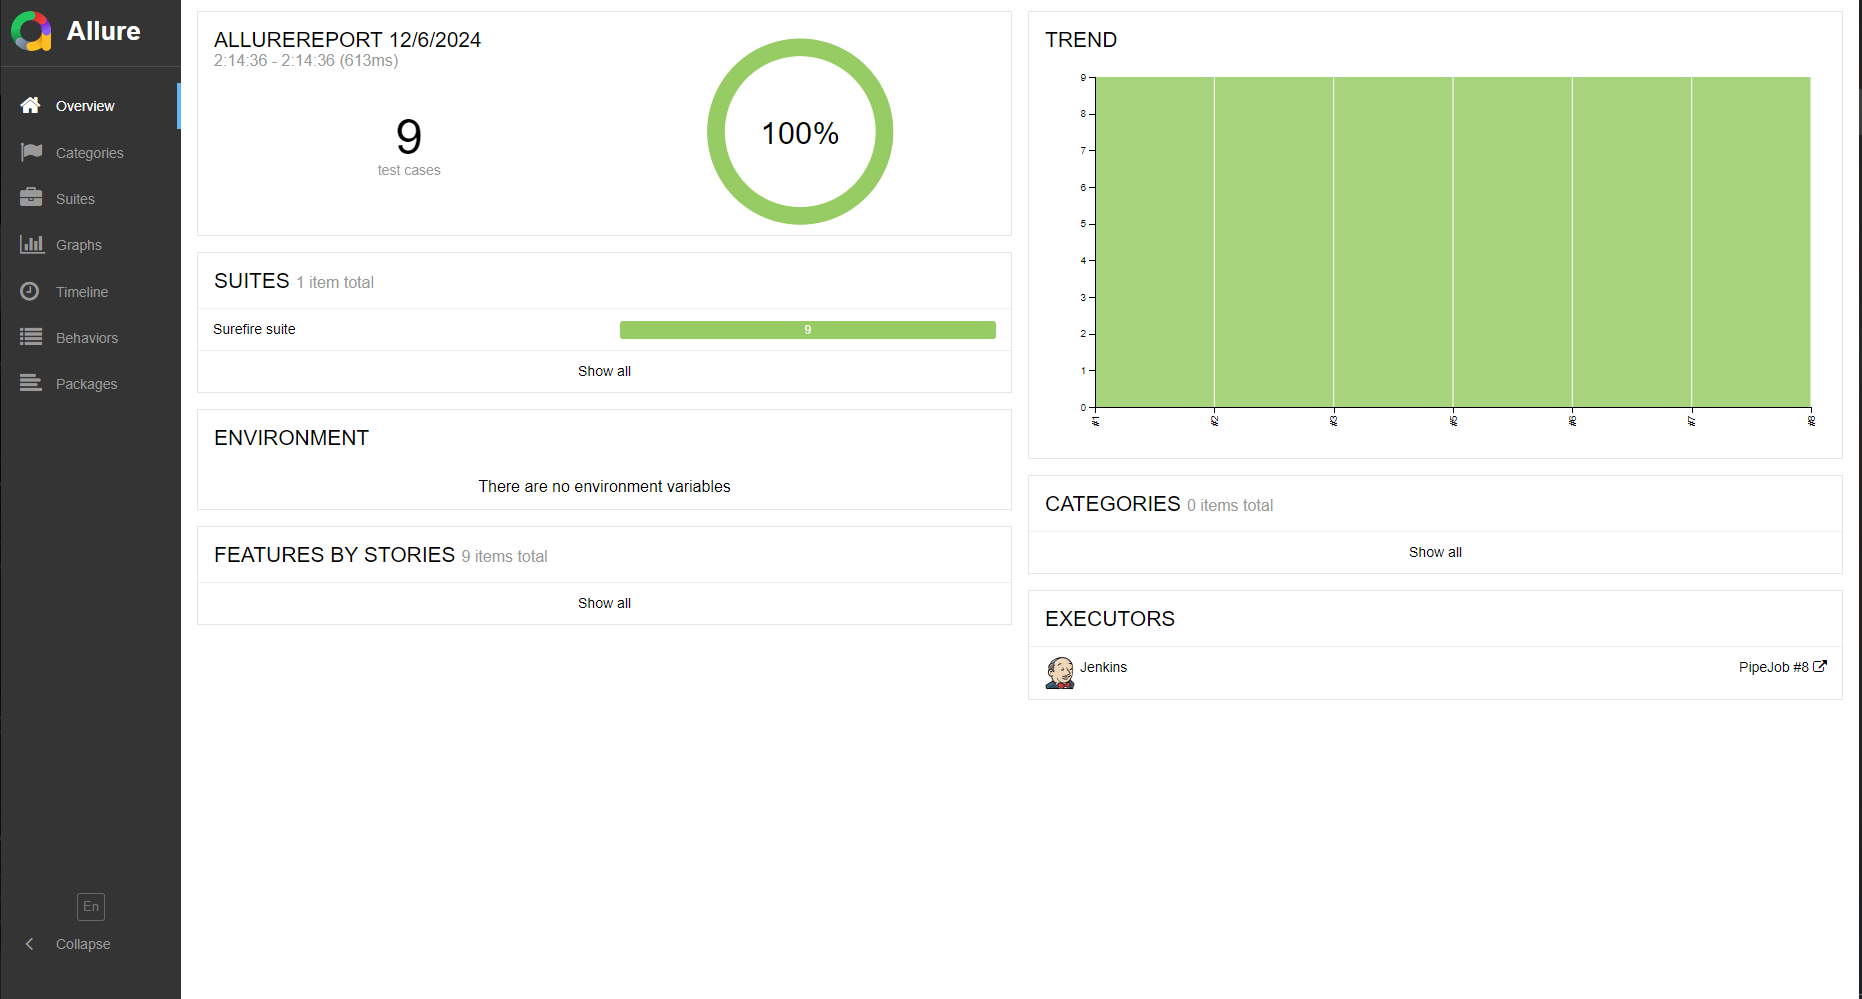 Allure
Overview
Categories
Suites
Graphs
Timeline
Behaviors
Packages
En
Collapse
ALLUREREPORT 12/6/2024
2:14:36 - 2:14:36 (613ms)
9
test cases
100%
SUITES 1 item total
Surefire suite 9
Show all
ENVIRONMENT
There are no environment variables
FEATURES BY STORIES 9 items total
Show all
TREND
9
8
7
6
5
4
3
2
1
0
#1 #2 #3 #5 #6 #7 #8
CATEGORIES 0 items total
Show all
EXECUTORS
Jenkins PipeJob #8